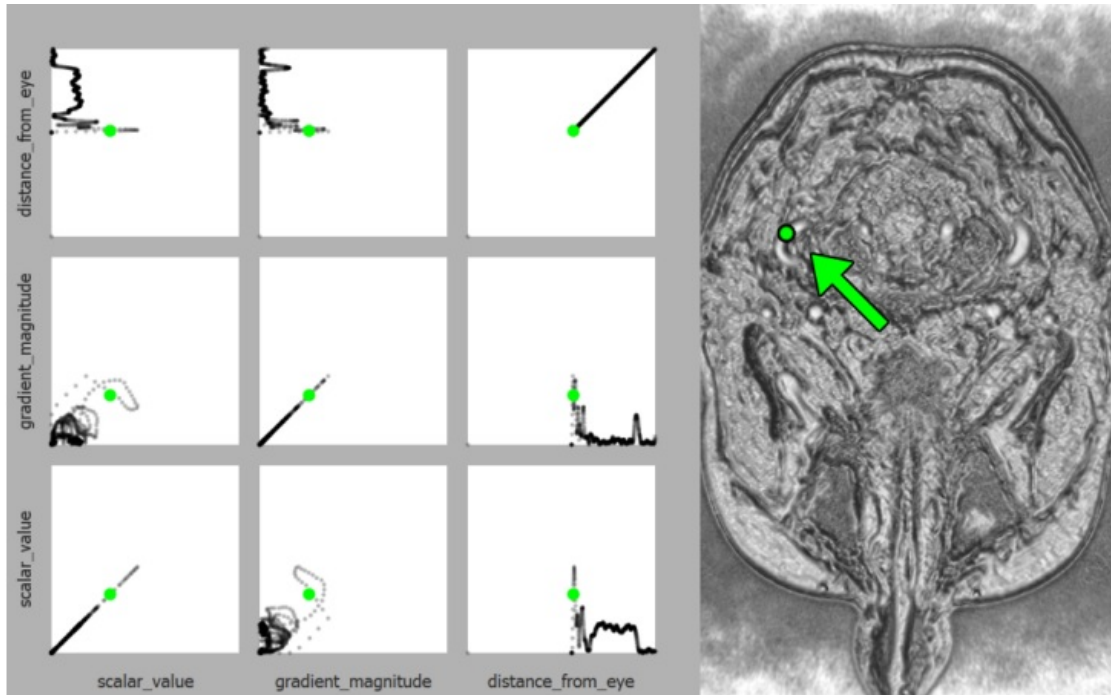 distance_from_eye
gradient_magnitude
scalar_value
scalar_value
gradient_magnitude
distance_from_eye